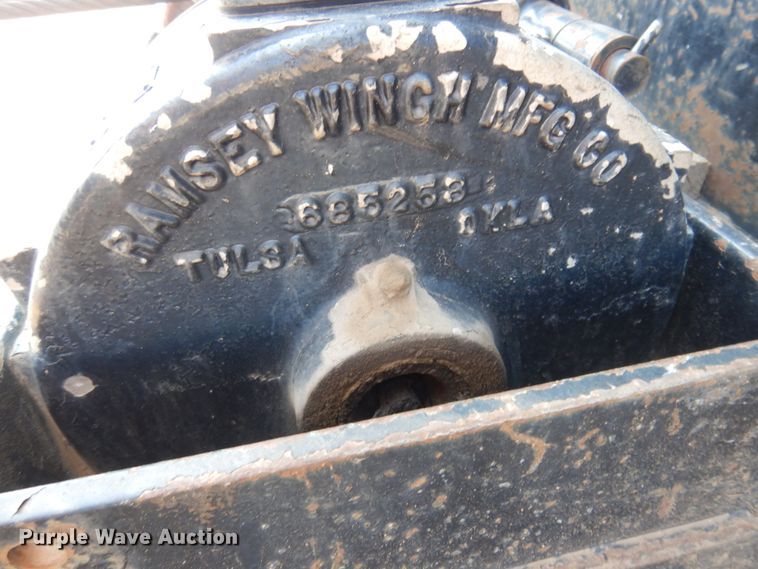 RAMSEY WINCH MFG CO
685258
TULSA OKLA
Purple Wave Auction